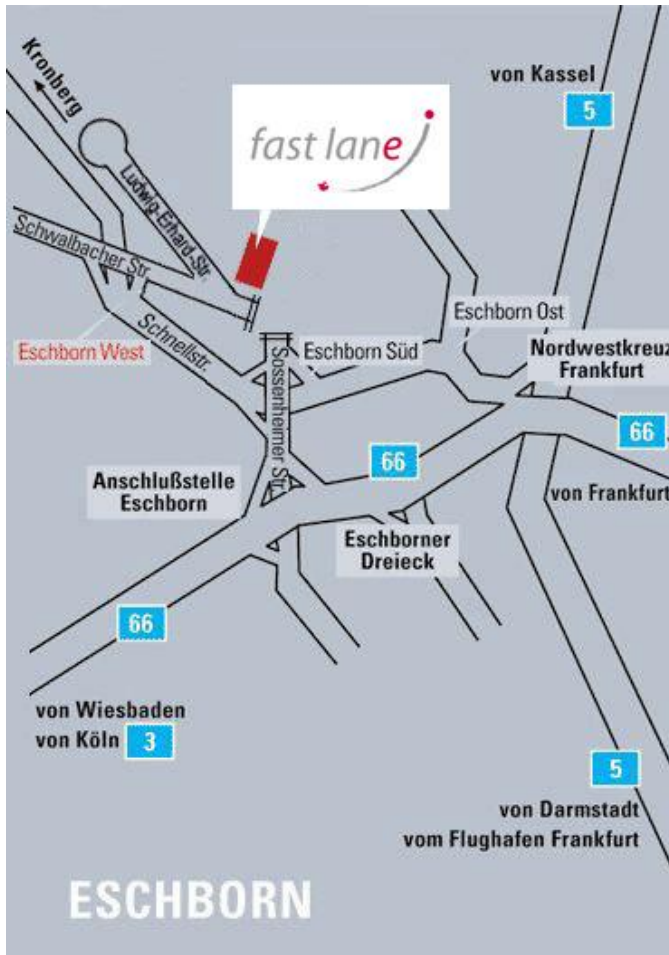 Kronberg
von Kassel
5
fast lane
Ludwig-Erhard-Str.
Schwalbacher Str.
Eschborn West
Schnellstr.
Sossenheimer Str.
Eschborn Süd
Eschborn Ost
Nordwestkreuz
Frankfurt
66
66
von Frankfurt
Anschlußstelle
Eschborn
Eschborner
Dreieck
66
von Wiesbaden
von Köln 3
5
von Darmstadt
vom Flughafen Frankfurt
ESCHBORN